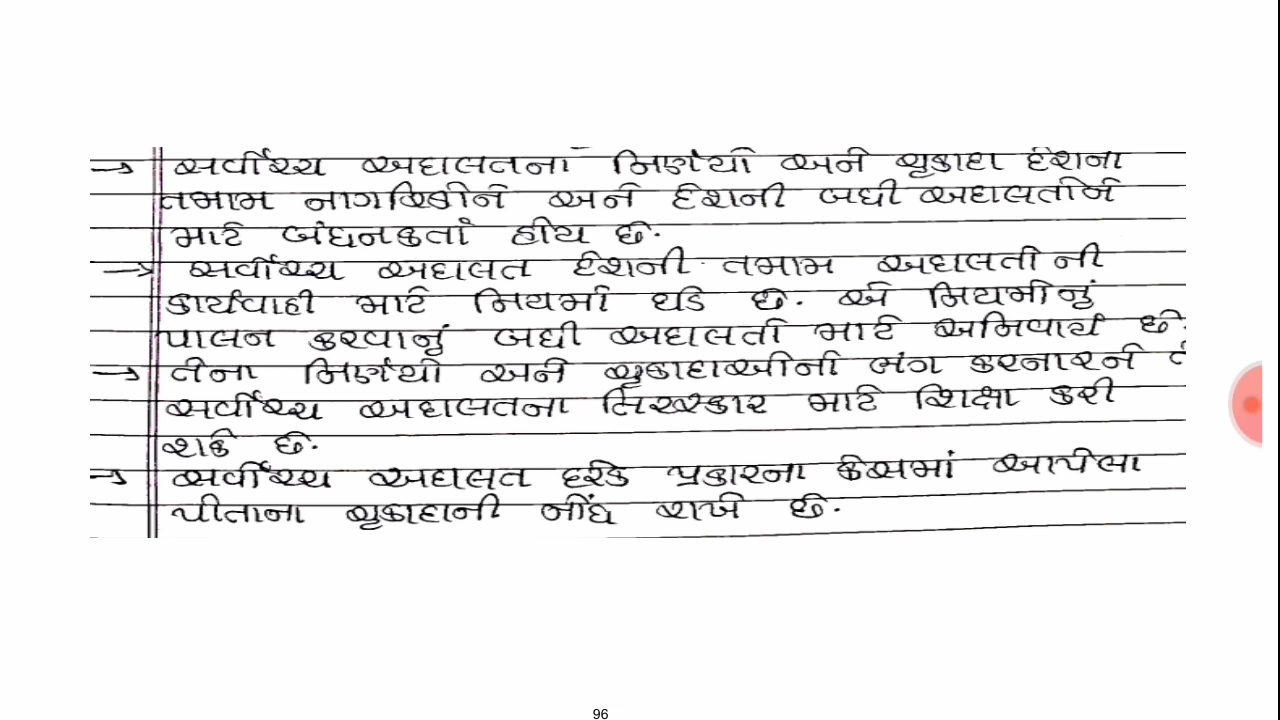 → સર્વોચ્ચ અદાલતના નિર્ણયો અને ચુકાદા દેશના
તમામ નાગરિકોને અને દેશની બધી અદાલતોને
માટે બંધનકર્તા હોય છે.
→ સર્વોચ્ચ અદાલત દેશની તમામ અદાલતોની
કાર્યવાહી માટે નિયમો ઘડે છે. એ નિયમોનું
પાલન કરવાનું બધી અદાલતો માટે અનિવાર્ય છે.
→ તેના નિર્ણયો અને ચુકાદાઓનો ભંગ કરનારને તે
સર્વોચ્ચ અદાલતના તિરસ્કાર માટે શિક્ષા કરી
શકે છે.
→ સર્વોચ્ચ અદાલત દરેક પ્રકારના કેસમાં આપેલા
પોતાના ચુકાદાની નોંધ રાખે છે.
96